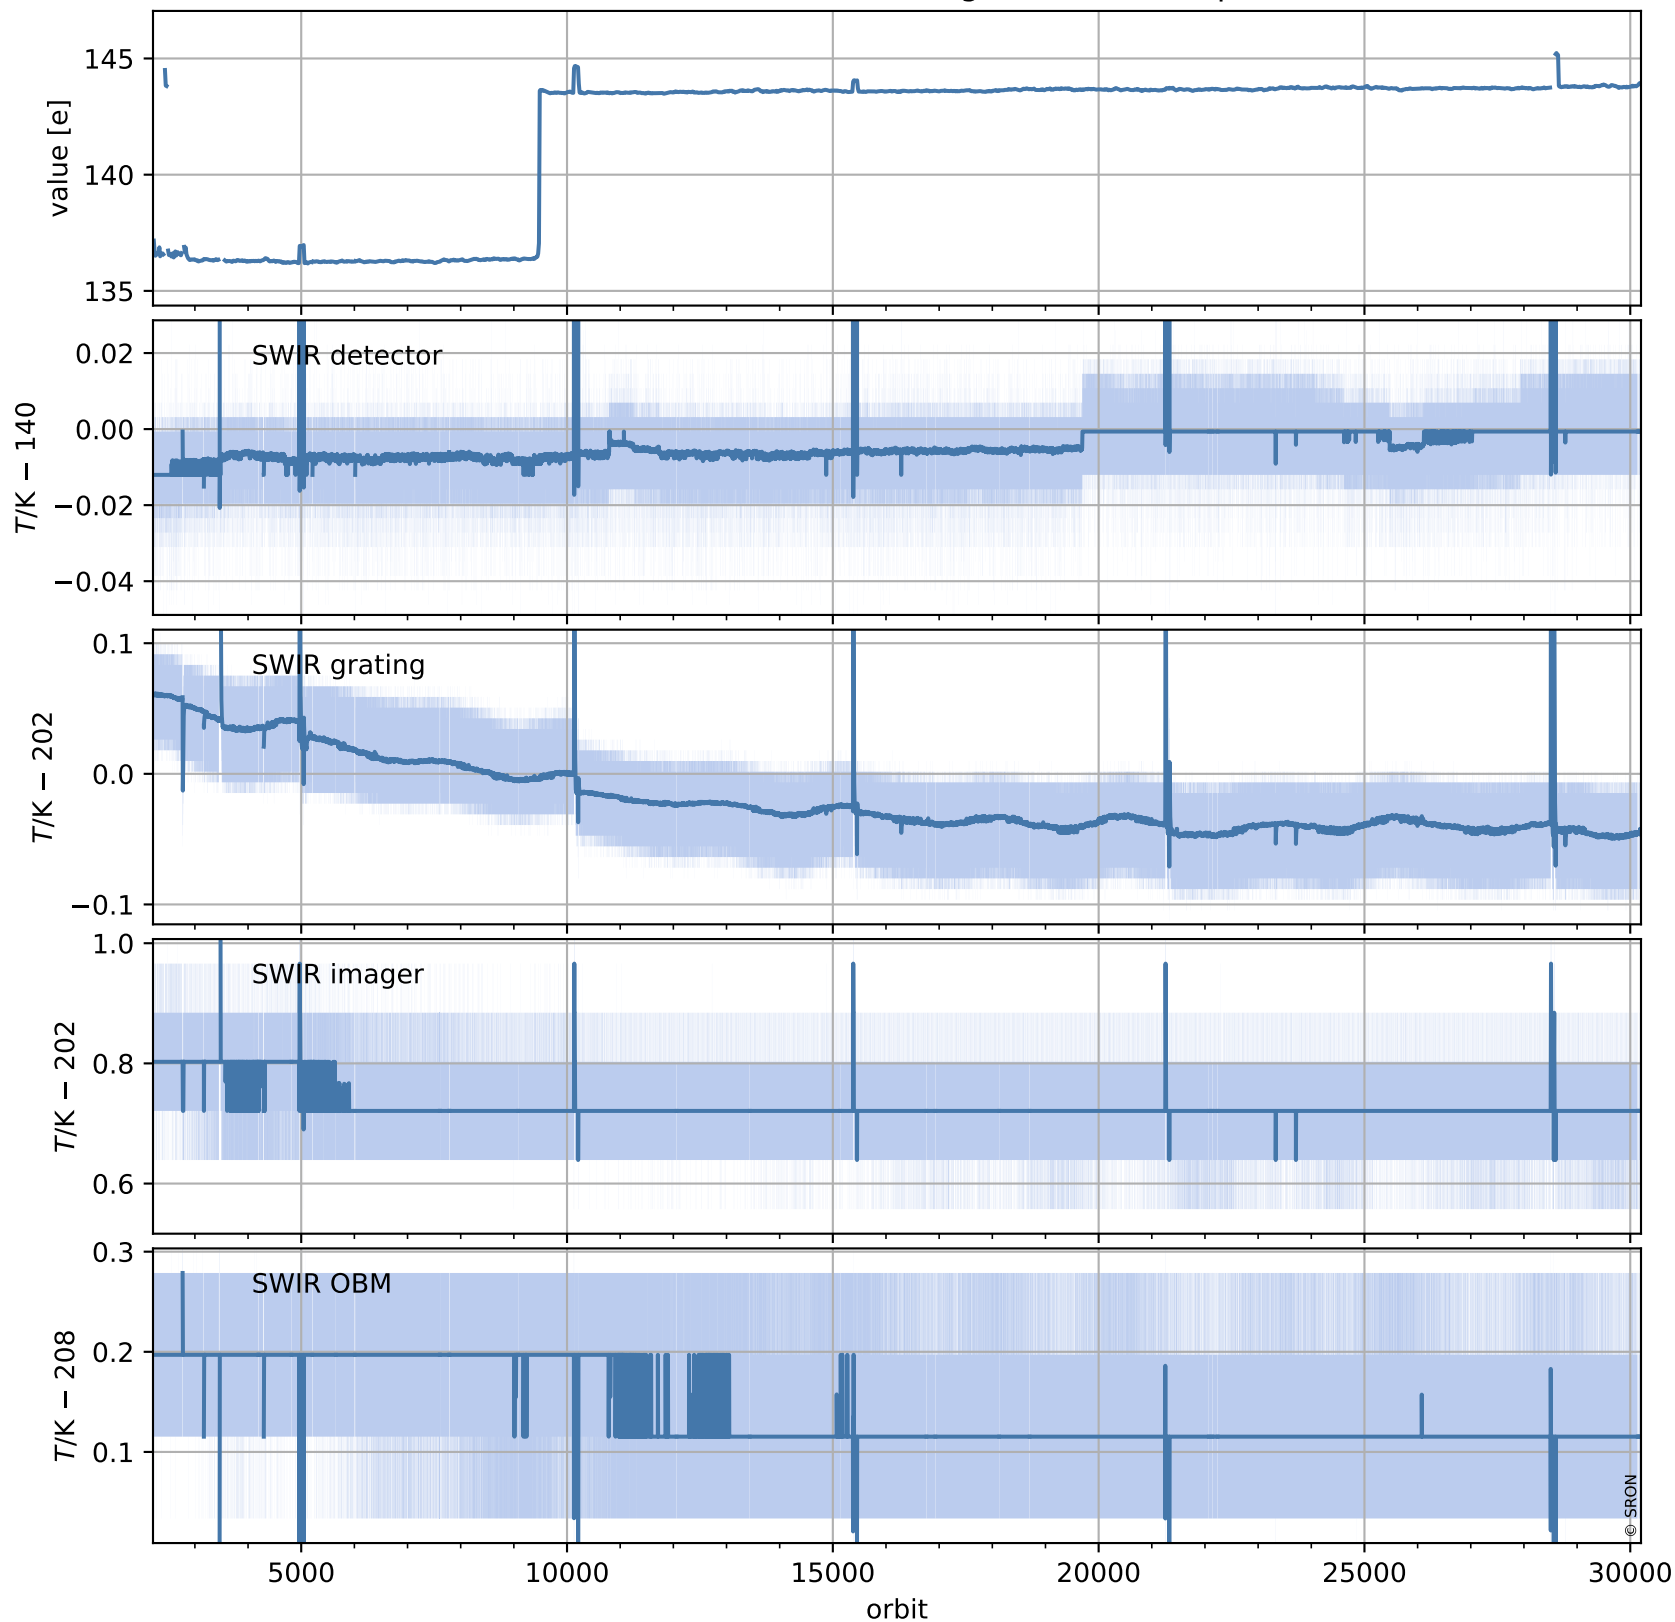 145
140
135
value [e]
SWIR detector
0.02
0.00
−0.02
−0.04
T/K − 140
SWIR grating
0.1
0.0
−0.1
T/K − 202
SWIR imager
1.0
0.8
0.6
T/K − 202
SWIR OBM
0.3
0.2
0.1
T/K − 208
© SRON
5000 10000 15000 20000 25000 30000
orbit